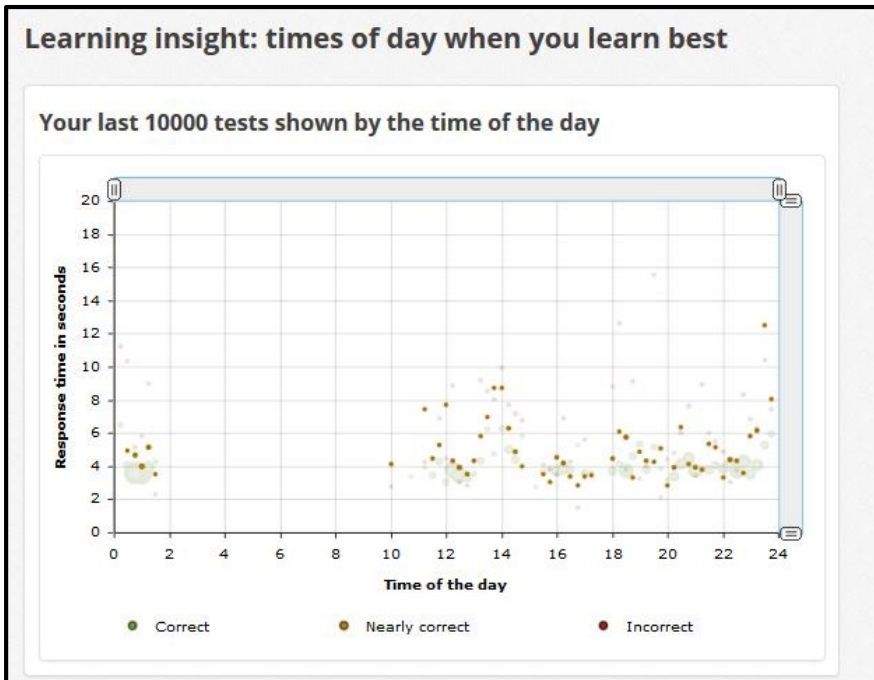 Learning insight: times of day when you learn best
Your last 10000 tests shown by the time of the day
20
18
16
14
12
10
8
6
4
2
0
Response time in seconds
0 2 4 6 8 10 12 14 16 18 20 22 24
Time of the day
Correct Nearly correct Incorrect